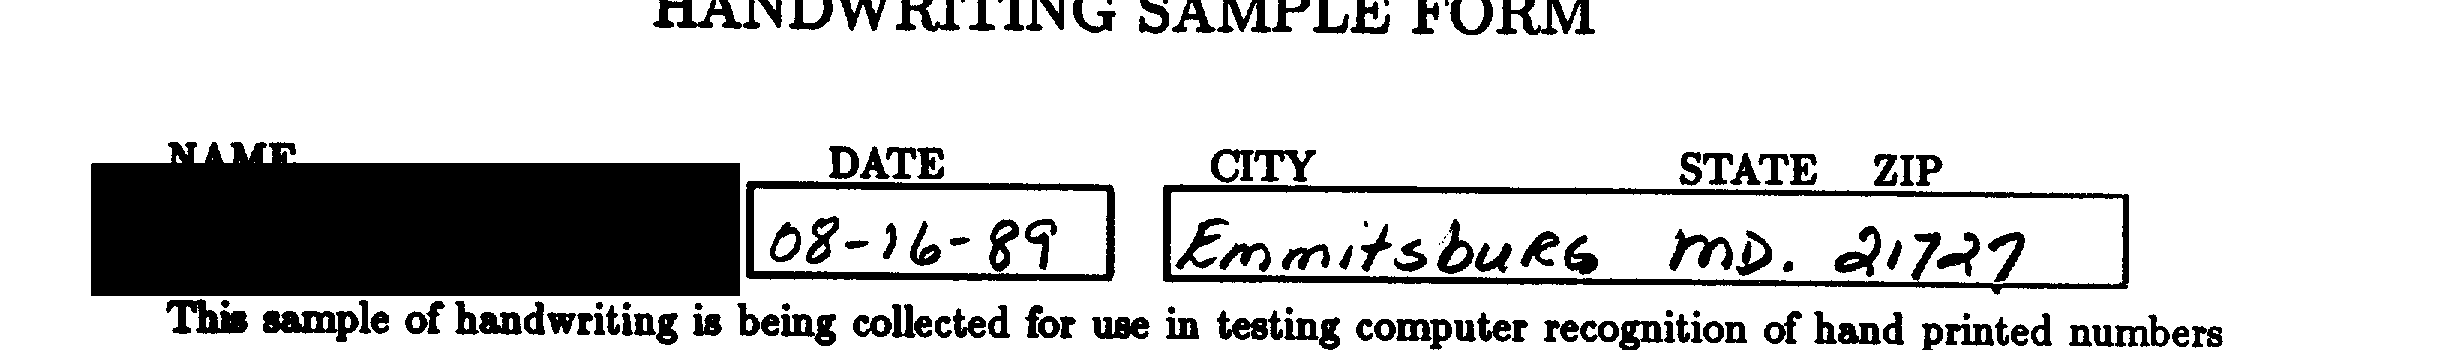 HANDWRITING SAMPLE FORM
NAME DATE CITY STATE ZIP
08-16-89 Emmitsburg MD. 21727
This sample of handwriting is being collected for use in testing computer recognition of hand printed numbers